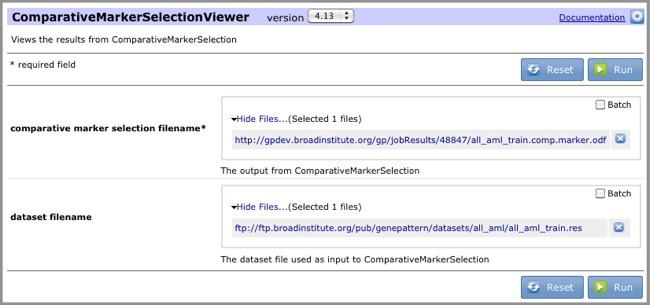 ComparativeMarkerSelectionViewer version 4.13 Documentation
Views the results from ComparativeMarkerSelection
* required field
Reset Run
Batch
Hide Files...(Selected 1 files)
comparative marker selection filename*
http://gpdev.broadinstitute.org/gp/jobResults/48847/all_aml_train.comp.marker.odf
The output from ComparativeMarkerSelection
Batch
Hide Files...(Selected 1 files)
dataset filename
ftp://ftp.broadinstitute.org/pub/genepattern/datasets/all_aml/all_aml_train.res
The dataset file used as input to ComparativeMarkerSelection
Reset Run